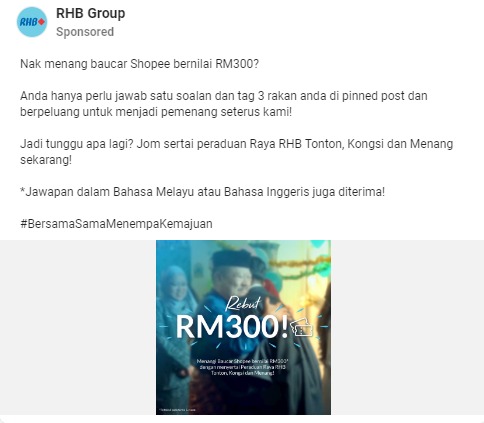 RHB
RHB Group
Sponsored
Nak menang baucar Shopee bernilai RM300?
Anda hanya perlu jawab satu soalan dan tag 3 rakan anda di pinned post dan
berpeluang untuk menjadi pemenang seterus kami!
Jadi tunggu apa lagi? Jom sertai peraduan Raya RHB Tonton, Kongsi dan Menang
sekarang!
*Jawapan dalam Bahasa Melayu atau Bahasa Inggeris juga diterima!
#BersamaSamaMenempaKemajuan
Rebut
RM300!
Menangi Baucar Shopee bernilai RM300*
dengan menyertai Peraduan Raya RHB
Tonton, Kongsi dan Menang!